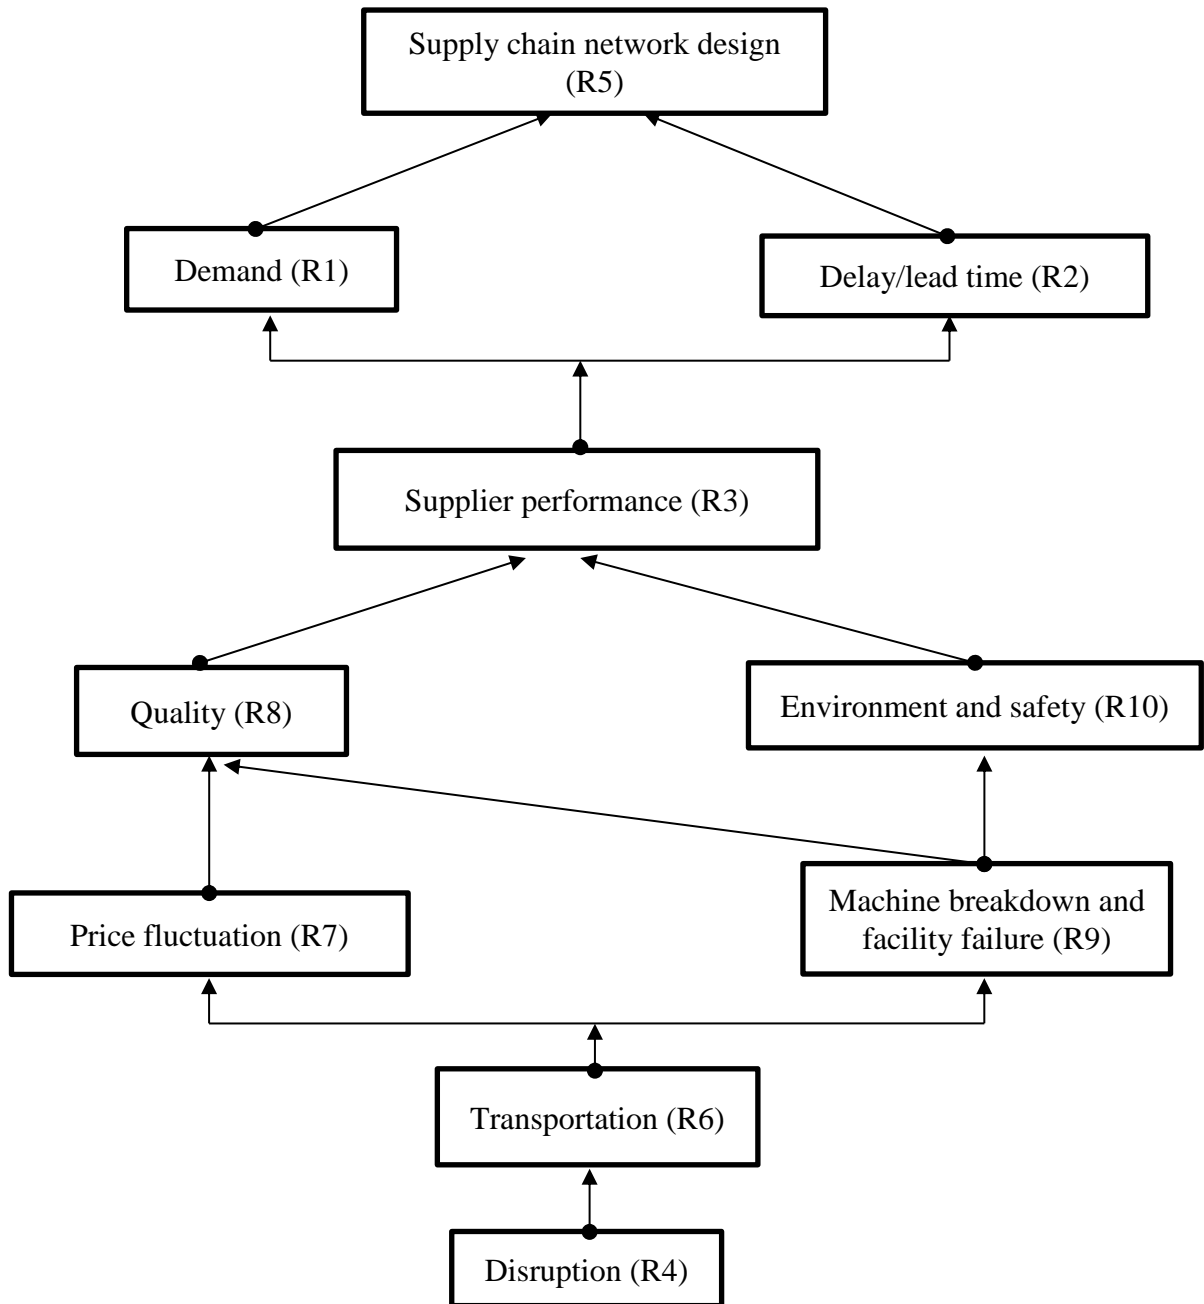 Supply chain network design
(R5)
Demand (R1)
Delay/lead time (R2)
Supplier performance (R3)
Quality (R8)
Environment and safety (R10)
Price fluctuation (R7)
Machine breakdown and
facility failure (R9)
Transportation (R6)
Disruption (R4)